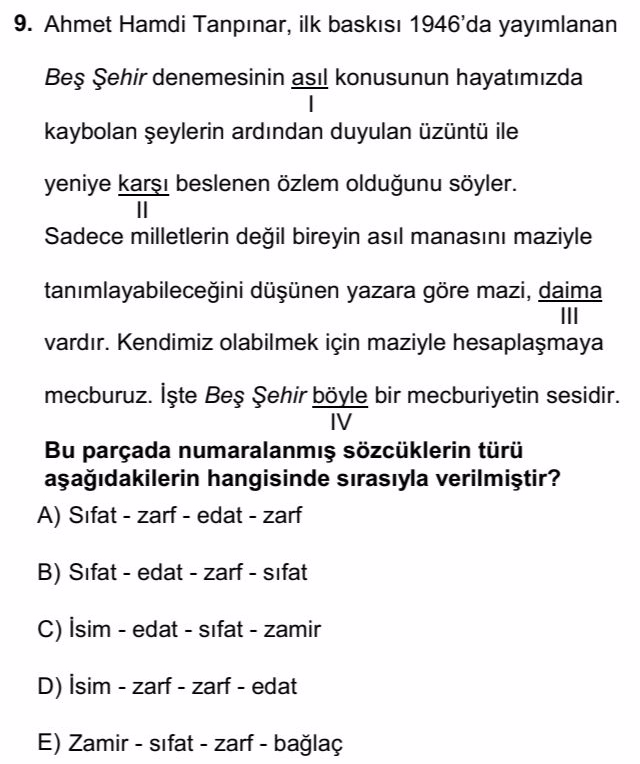 9. Ahmet Hamdi Tanpınar, ilk baskısı 1946’da yayımlanan
Beş Şehir denemesinin asıl konusunun hayatımızda
I
kaybolan şeylerin ardından duyulan üzüntü ile
yeniye karşı beslenen özlem olduğunu söyler.
II
Sadece milletlerin değil bireyin asıl manasını maziyle
tanımlayabileceğini düşünen yazara göre mazi, daima
III
vardır. Kendimiz olabilmek için maziyle hesaplaşmaya
mecburuz. İşte Beş Şehir böyle bir mecburiyetin sesidir.
IV
Bu parçada numaralanmış sözcüklerin türü
aşağıdakilerin hangisinde sırasıyla verilmiştir?
A) Sıfat - zarf - edat - zarf
B) Sıfat - edat - zarf - sıfat
C) İsim - edat - sıfat - zamir
D) İsim - zarf - zarf - edat
E) Zamir - sıfat - zarf - bağlaç